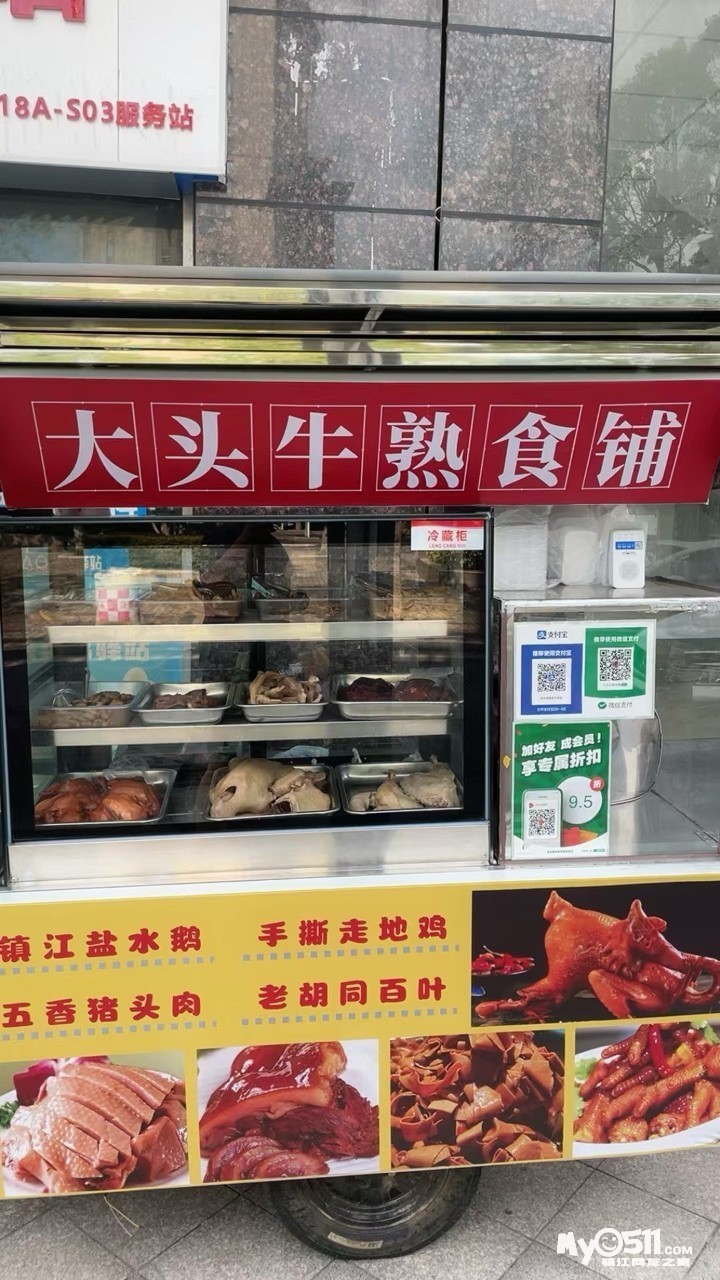 18A-S03服务站
大头牛熟食铺
冷藏柜
LENG CANG
支付宝
推荐使用支付宝
推荐使用微信支付
微信支付
加好友 成会员!
享专属折扣
折
9.5
镇江盐水鹅
手撕走地鸡
五香猪头肉
老胡同百叶
My0511.COM
镇江网友之家